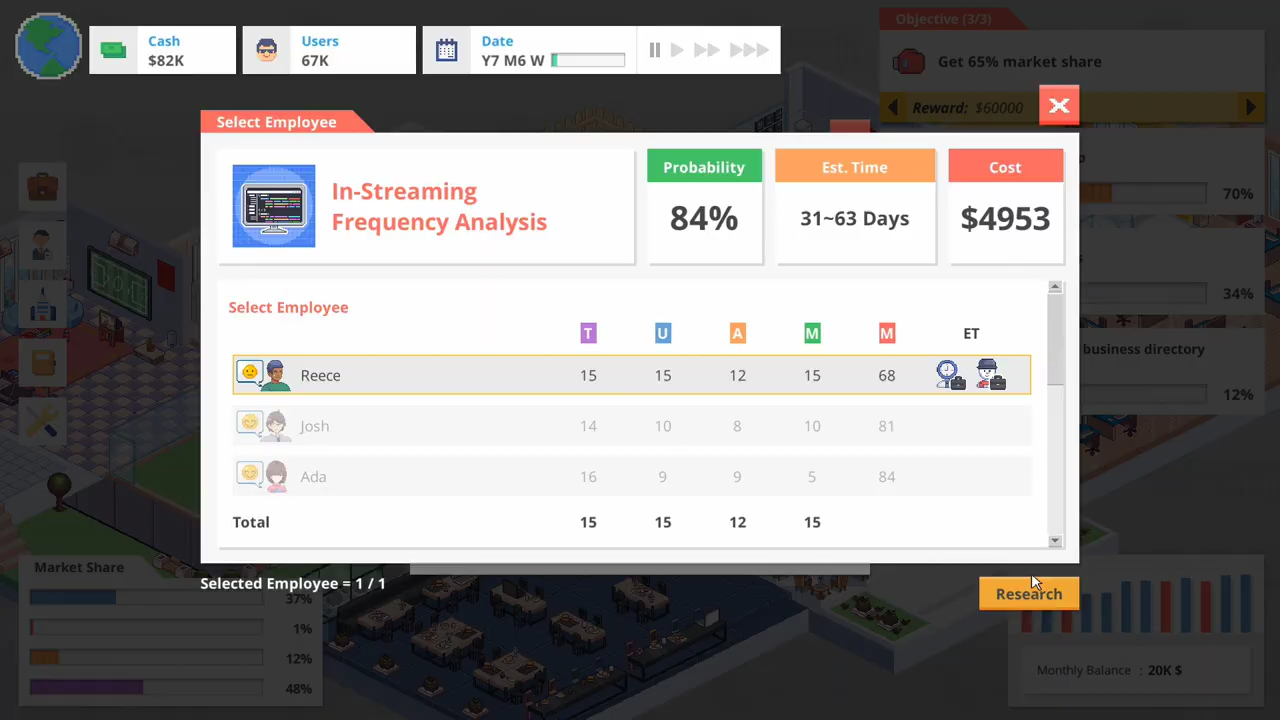 Cash
$82K
Users
67K
Date
Y7 M6 W
Objective (3/3)
Get 65% market share
Reward: $60000
Select Employee
In-Streaming
Frequency Analysis
Probability
84%
Est. Time
31~63 Days
Cost
$4953
70%
34%
business directory
12%
Select Employee
T U A M M ET
Reece 15 15 12 15 68
Josh 14 10 8 10 81
Ada 16 9 9 5 84
Total 15 15 12 15
Selected Employee = 1 / 1
Research
Market Share
37%
1%
12%
48%
Monthly Balance : 20K $